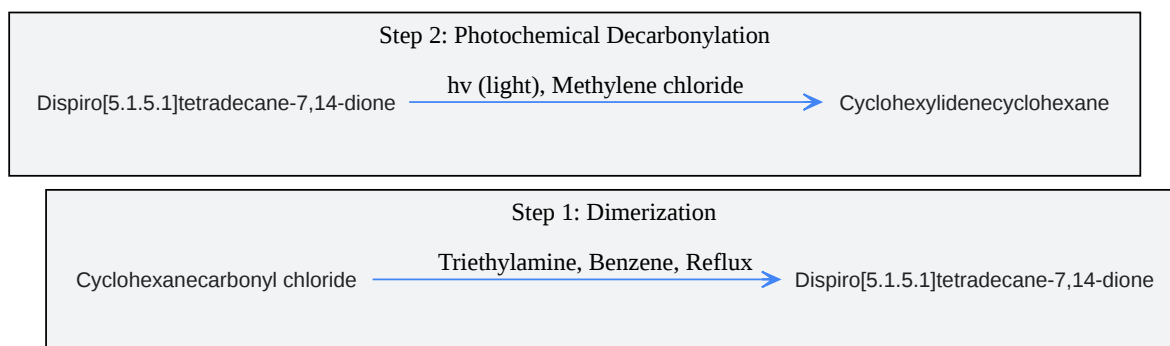 Step 2: Photochemical Decarbonylation
hv (light), Methylene chloride
Dispiro[5.1.5.1]tetradecane-7,14-dione
Cyclohexylidenecyclohexane
Step 1: Dimerization
Triethylamine, Benzene, Reflux
Cyclohexanecarbonyl chloride
Dispiro[5.1.5.1]tetradecane-7,14-dione